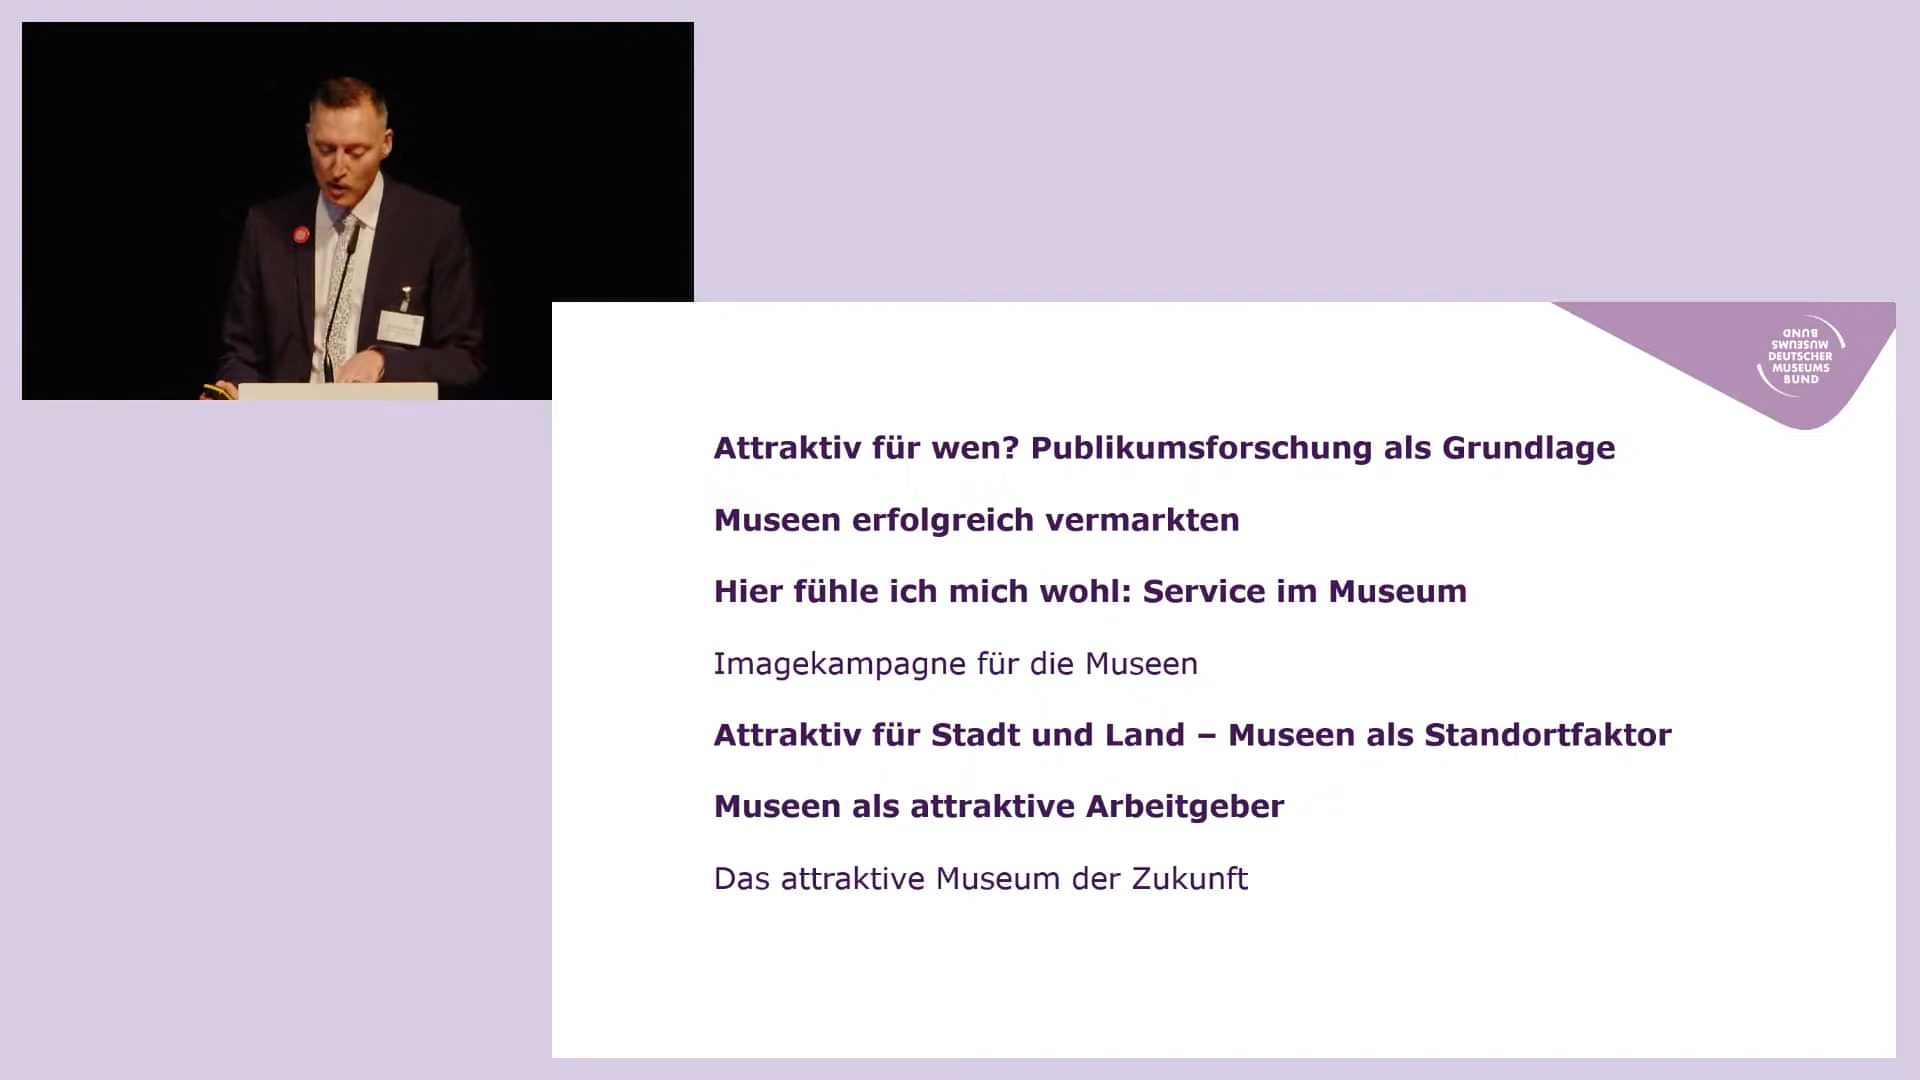 BUND
MUSEUMS
DEUTSCHER
MUSEUMS
BUND
Attraktiv für wen? Publikumsforschung als Grundlage
Museen erfolgreich vermarkten
Hier fühle ich mich wohl: Service im Museum
Imagekampagne für die Museen
Attraktiv für Stadt und Land – Museen als Standortfaktor
Museen als attraktive Arbeitgeber
Das attraktive Museum der Zukunft